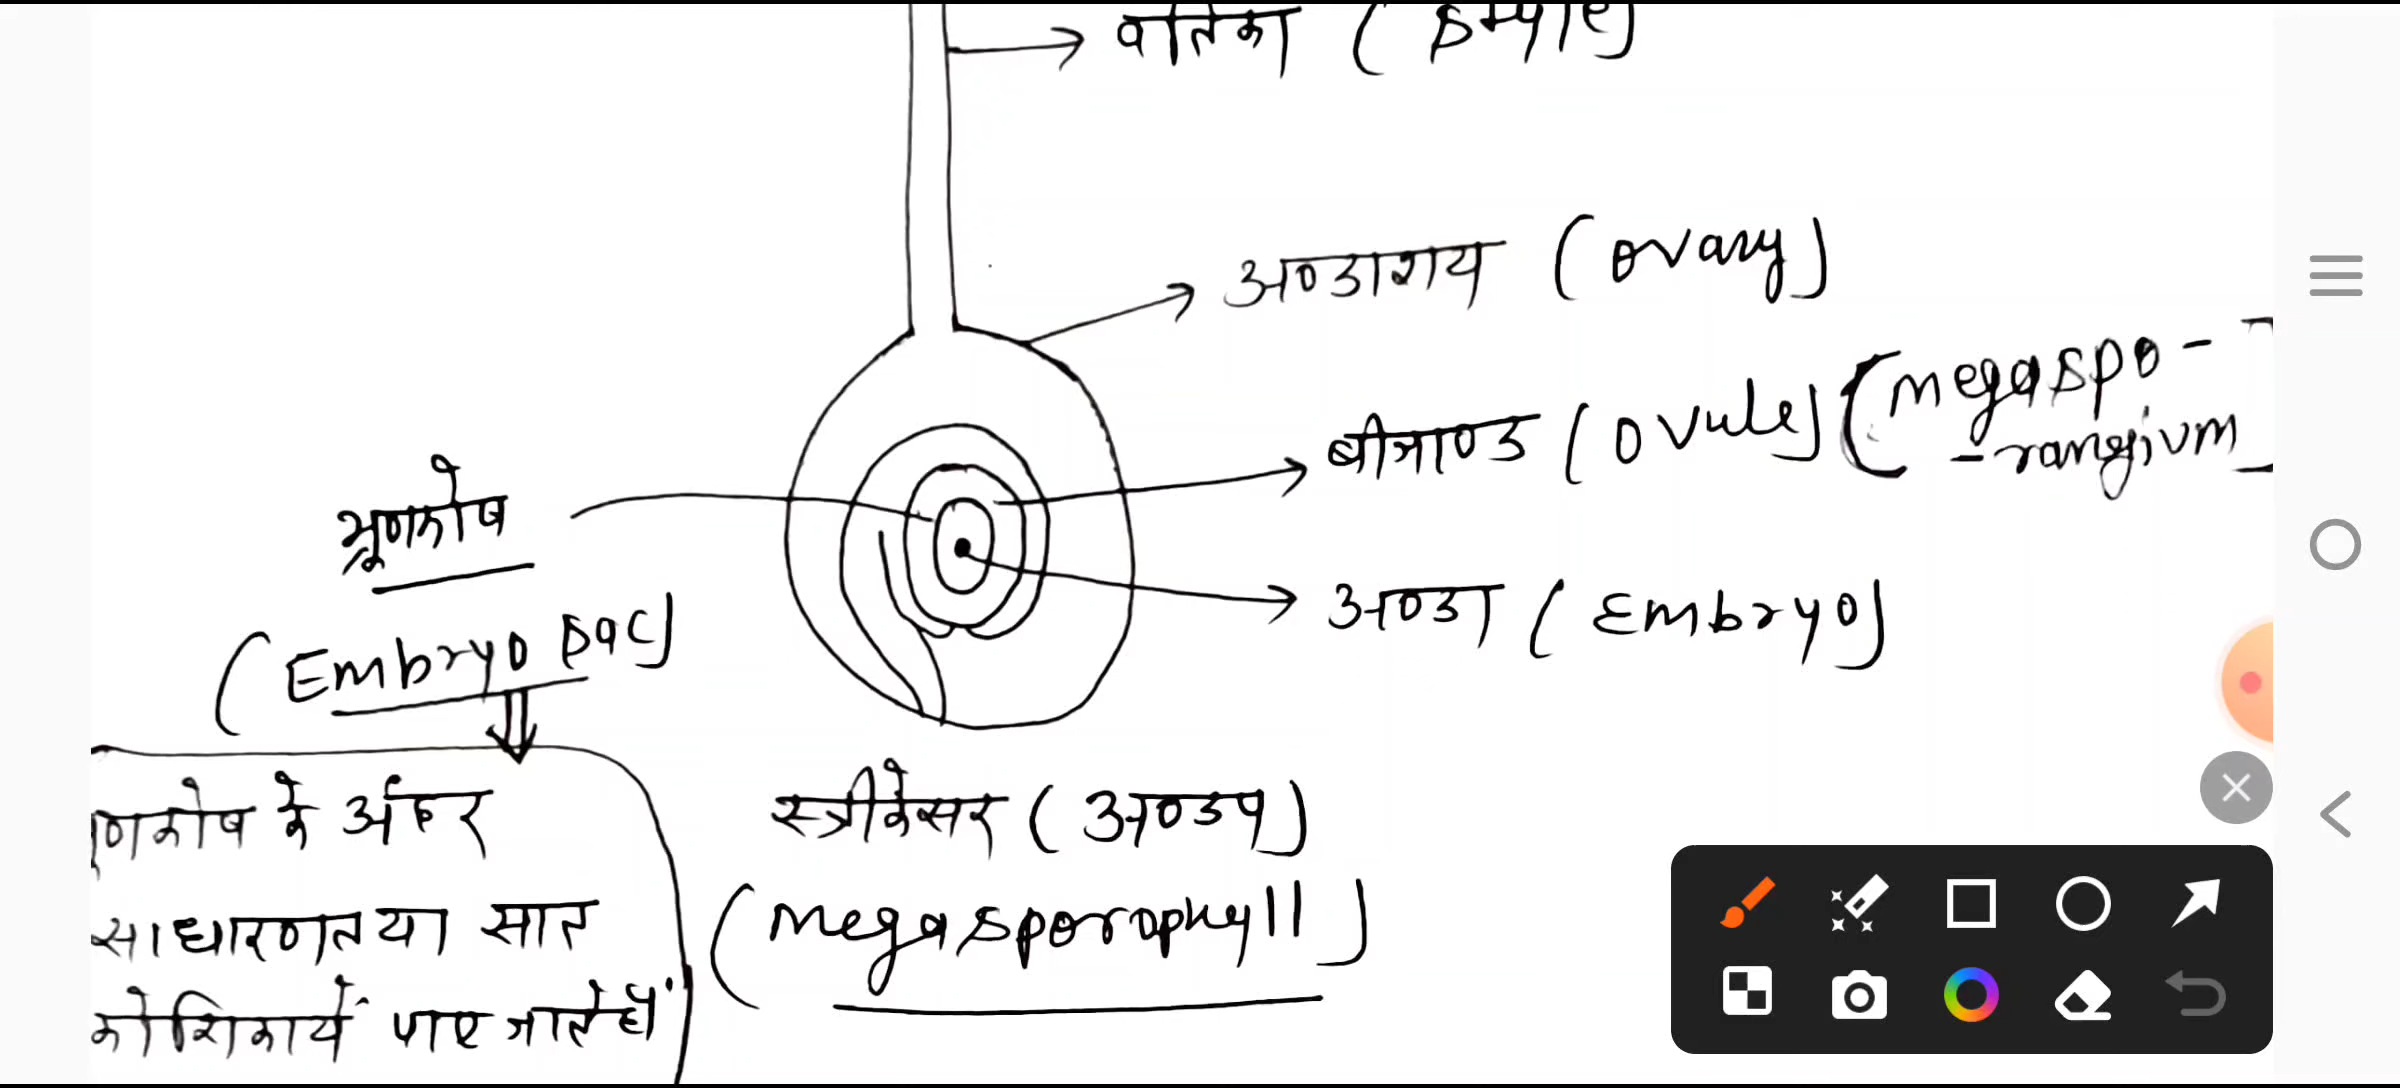 वर्तिका (
अण्डाशय (ovary)
बीजाण्ड (ovule) (megaspo-
-rangium
भ्रूणकोष
(Embryo sac)
अण्डा (Embryo)
भ्रूणकोष के अंदर
साधारणतया सात
कोशिकायें पाए जाते हैं
स्त्रीकेसर (अण्डप)
(megasporophyll)